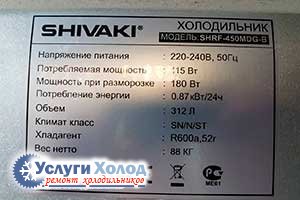 SHIVAKI
ХОЛОДИЛЬНИК
МОДЕЛЬ: SHRF-450MDG-B
Напряжение питания : 220-240В, 50Гц
Потребляемая мощность : 115 Вт
Мощность при разморозке : 180 Вт
Потребление энергии : 0.87кВт/24ч
Объем : 312 Л
Климат класс : SN/N/ST
Хладагент : R600a,52г
Вес нетто : 88 КГ
Услуги Холод
ремонт холодильников
МЕ61